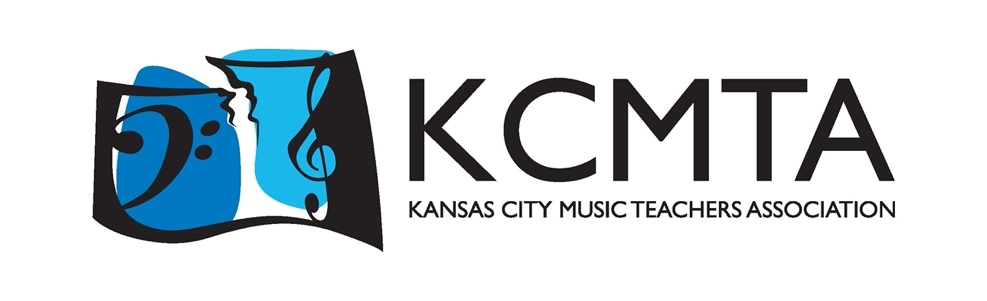 KCMTA
KANSAS CITY MUSIC TEACHERS ASSOCIATION